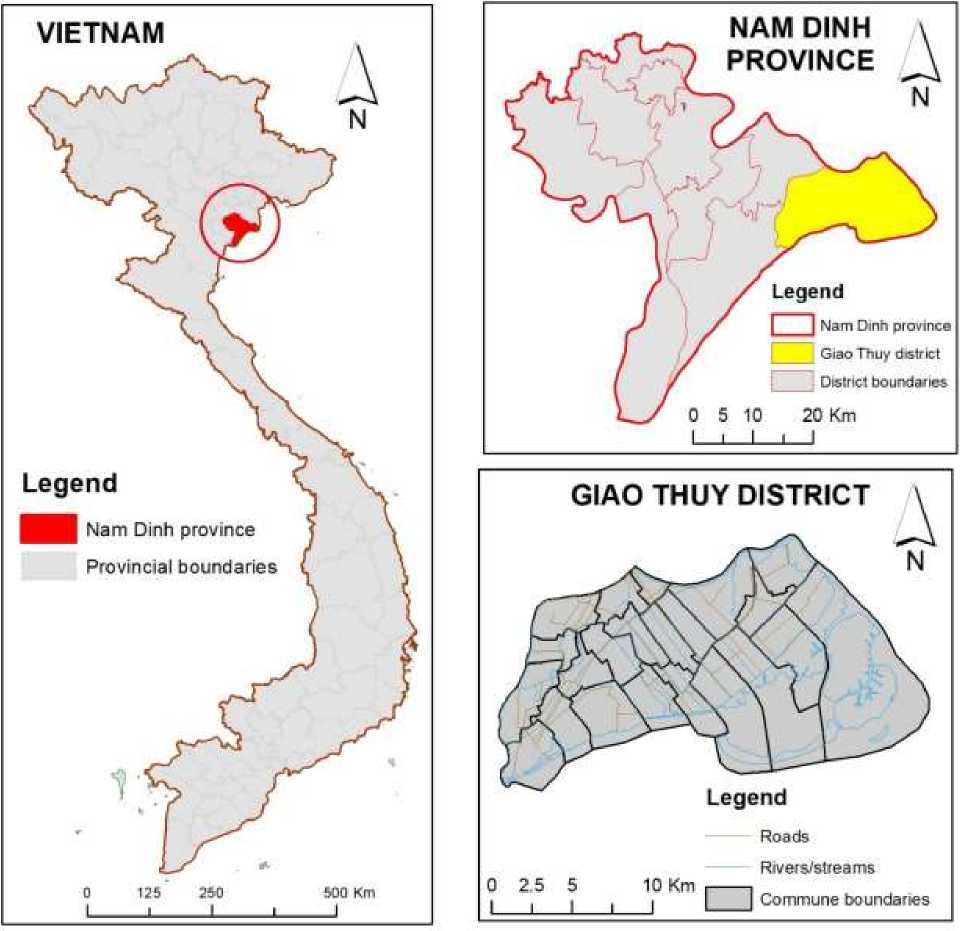 VIETNAM
N
Legend
Nam Dinh province
Provincial boundaries
0 125 250 500 Km
NAM DINH
PROVINCE
N
Legend
Nam Dinh province
Giao Thuy district
District boundaries
0 5 10 20 Km
GIAO THUY DISTRICT
N
Legend
Roads
Rivers/streams
Commune boundaries
0 2.5 5 10 Km